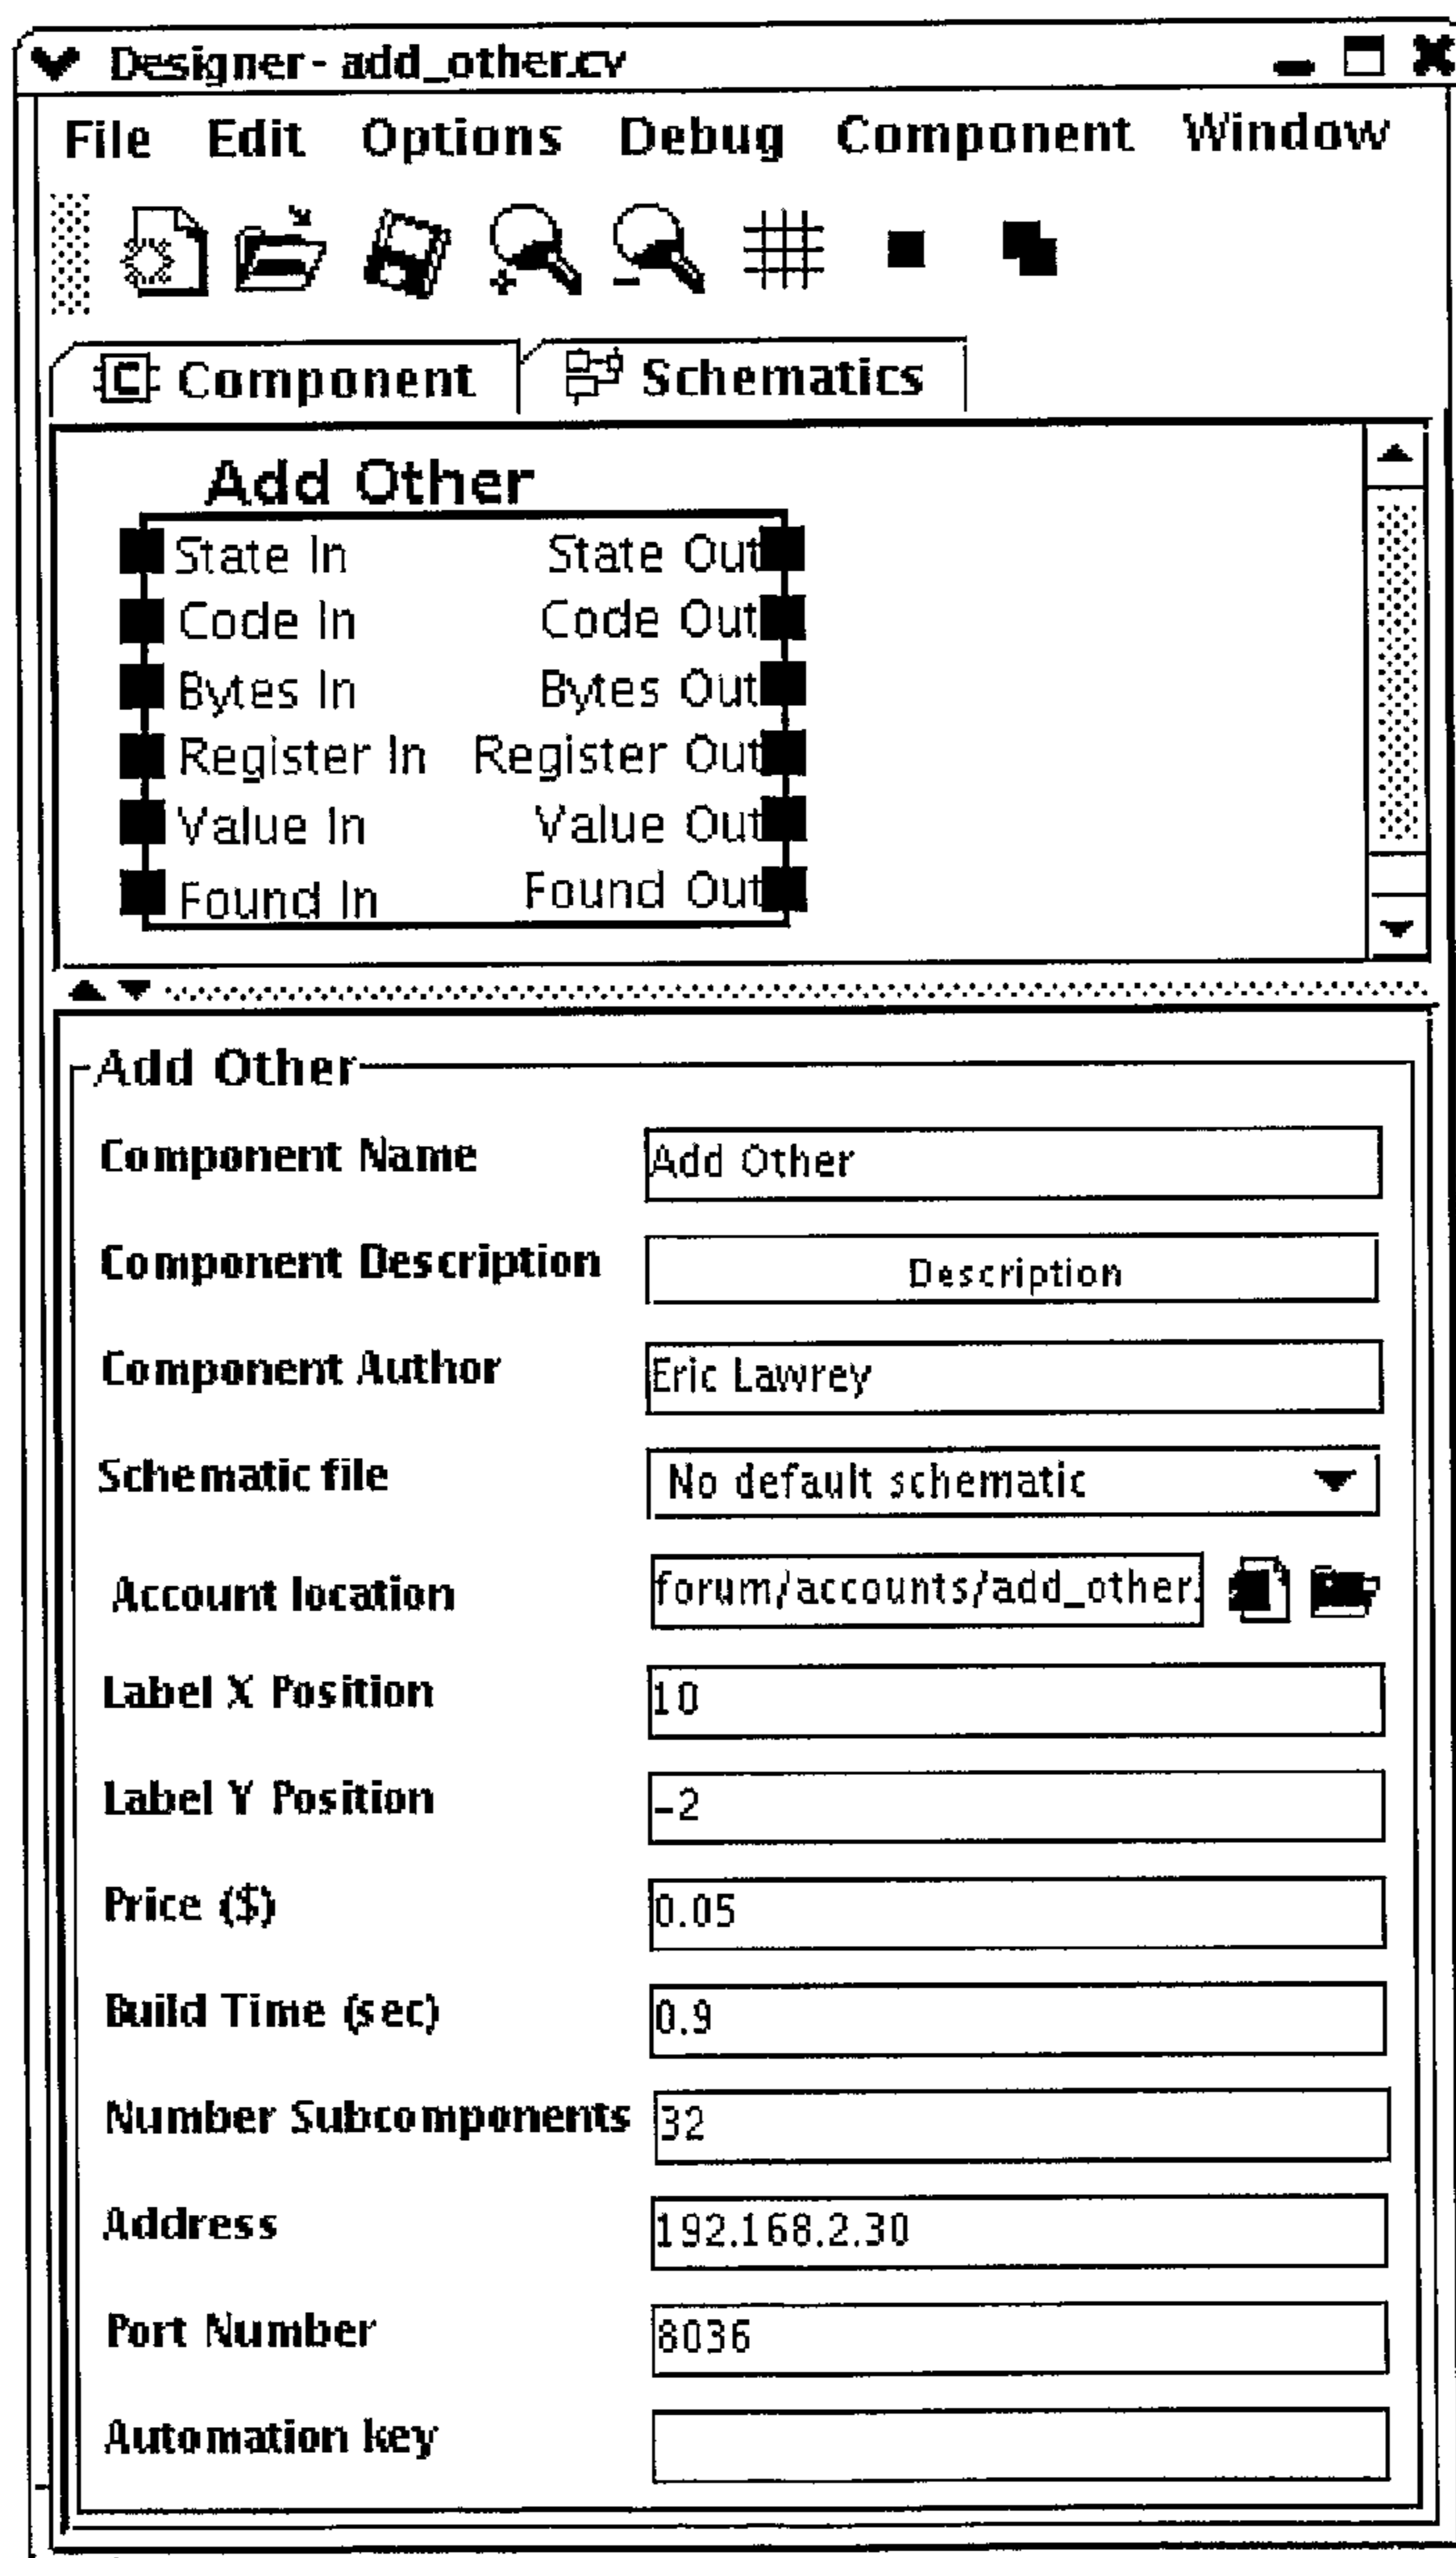 Designer - add_other.cv
File Edit Options Debug Component Window
C Component Schematics
Add Other
State In State Out
Code In Code Out
Bytes In Bytes Out
Register In Register Out
Value In Value Out
Found In Found Out
Add Other
Component Name Add Other
Component Description Description
Component Author Eric Lawrey
Schematic file No default schematic
Account location forum/accounts/add_other.
Label X Position 10
Label Y Position -2
Price ($) 0.05
Build Time (sec) 0.9
Number Subcomponents 32
Address 192.168.2.30
Port Number 8036
Automation key